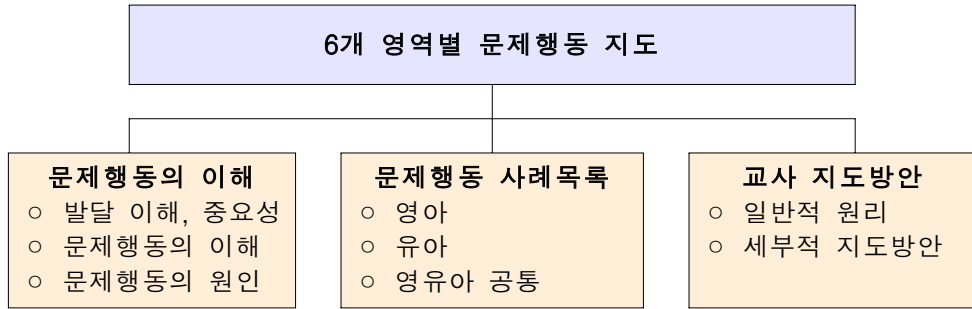 6개 영역별 문제행동 지도
문제행동의 이해
○ 발달 이해, 중요성
○ 문제행동의 이해
○ 문제행동의 원인
문제행동 사례목록
○ 영아
○ 유아
○ 영유아 공통
교사 지도방안
○ 일반적 원리
○ 세부적 지도방안